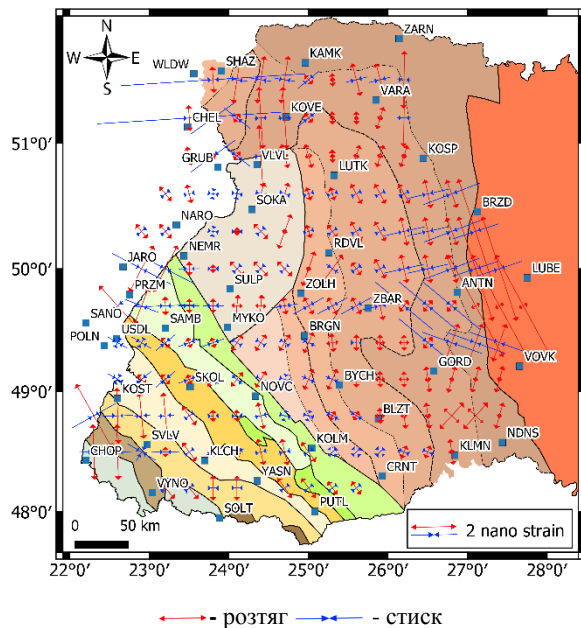 N
W E
S
ZARN
WLDW SHAZ KAMK
VARA
51°0′
CHEL KOVE
GRUB VLVL LUTK KOSP
SOKA
NARO BRZD
NEMR RDVL
50°0′
JARO
PRZM SULP ZOLH ANTN LUBE
SANO ZBAR
USDL SAMB MYKO
POLN BRGN
VOVK
SKOL GORD
49°0′
KOST NOVC BYCH
BLZT
SVLV KOLM NDNS
CHOP KLCH KLMN
VYNO YASN CRNT
48°0′
SOLT PUTL
0 50 km
2 nano strain
22°0′ 23°0′ 24°0′ 25°0′ 26°0′ 27°0′ 28°0′
- розтяг - стиск